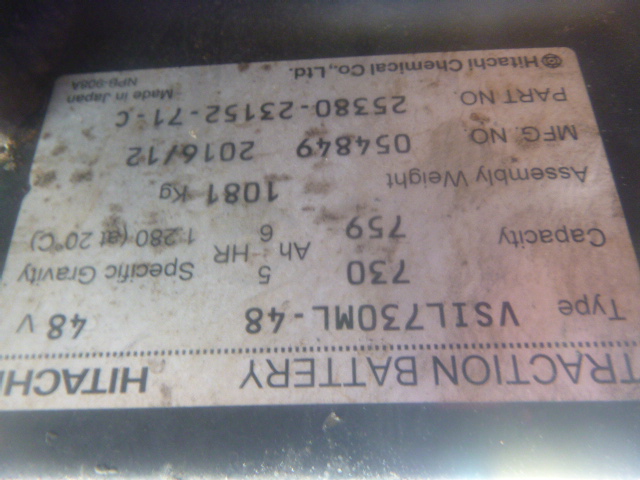 TRACTION BATTERY HITACHI
Type VSIL730ML-48 48 V
730 5 Specific Gravity
Capacity Ah HR
759 6 1.280 (at 20°C)
Assembly Weight 1081 Kg
MFG. NO. 054849 2016/12
PART NO. 25380-23152-71-C
Made in Japan
Hitachi Chemical Co., Ltd. NPB-908A